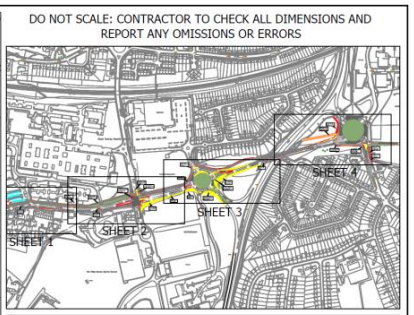 DO NOT SCALE: CONTRACTOR TO CHECK ALL DIMENSIONS AND
REPORT ANY OMISSIONS OR ERRORS
SHEET 4
SHEET 3
SHEET 2
SHEET 1